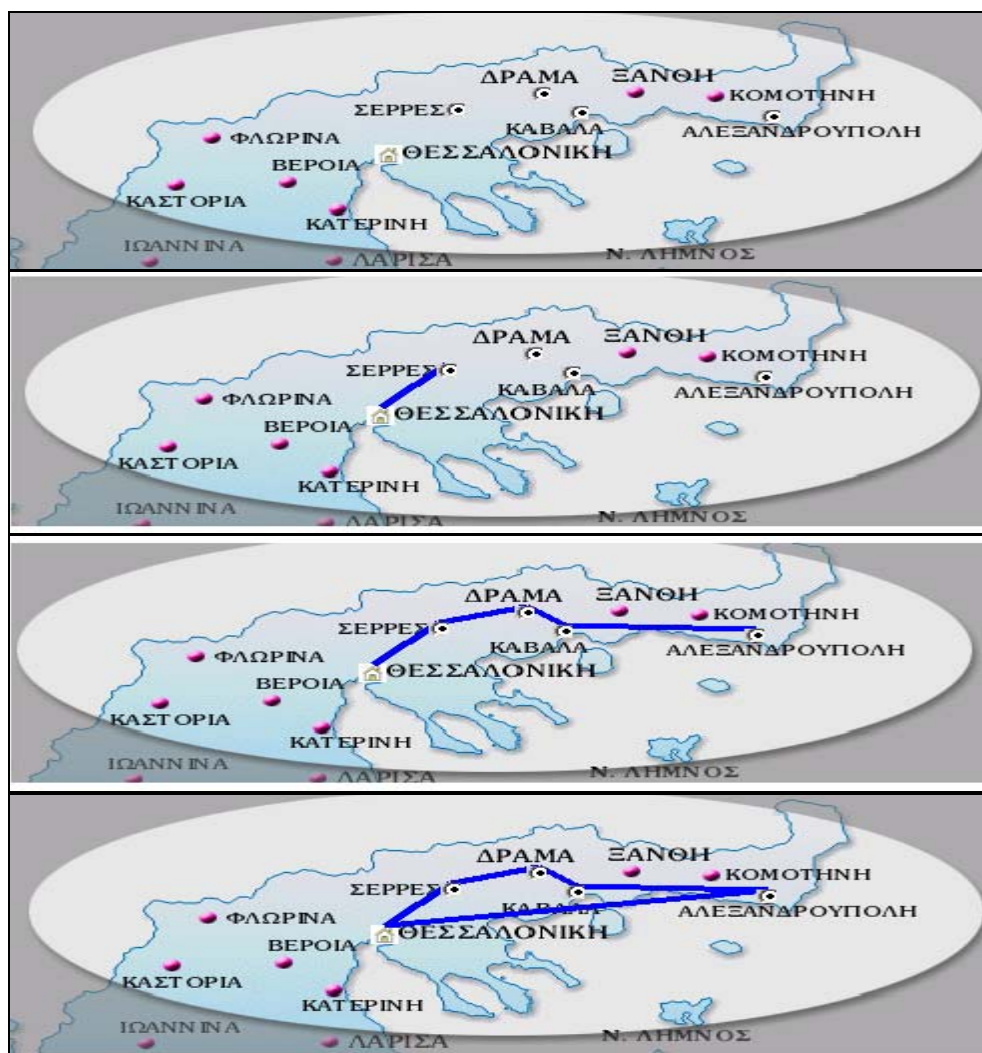 ΔΡΑΜΑ ΞΑΝΘΗ
ΣΕΡΡΕΣ ΚΟΜΟΤΗΝΗ
ΚΑΒΑΛΑ ΑΛΕΞΑΝΔΡΟΥΠΟΛΗ
ΦΛΩΡΙΝΑ ΘΕΣΣΑΛΟΝΙΚΗ
ΒΕΡΟΙΑ
ΚΑΣΤΟΡΙΑ
ΚΑΤΕΡΙΝΗ
ΙΩΑΝΝΙΝΑ ΛΑΡΙΣΑ Ν. ΛΗΜΝΟΣ
ΔΡΑΜΑ ΞΑΝΘΗ
ΣΕΡΡΕΣ ΚΟΜΟΤΗΝΗ
ΚΑΒΑΛΑ ΑΛΕΞΑΝΔΡΟΥΠΟΛΗ
ΦΛΩΡΙΝΑ ΘΕΣΣΑΛΟΝΙΚΗ
ΒΕΡΟΙΑ
ΚΑΣΤΟΡΙΑ
ΚΑΤΕΡΙΝΗ
ΙΩΑΝΝΙΝΑ ΛΑΡΙΣΑ Ν. ΛΗΜΝΟΣ
ΔΡΑΜΑ ΞΑΝΘΗ
ΣΕΡΡΕΣ ΚΟΜΟΤΗΝΗ
ΚΑΒΑΛΑ ΑΛΕΞΑΝΔΡΟΥΠΟΛΗ
ΦΛΩΡΙΝΑ ΘΕΣΣΑΛΟΝΙΚΗ
ΒΕΡΟΙΑ
ΚΑΣΤΟΡΙΑ
ΚΑΤΕΡΙΝΗ
ΙΩΑΝΝΙΝΑ ΛΑΡΙΣΑ Ν. ΛΗΜΝΟΣ
ΔΡΑΜΑ ΞΑΝΘΗ
ΣΕΡΡΕΣ ΚΟΜΟΤΗΝΗ
ΚΑΒΑΛΑ ΑΛΕΞΑΝΔΡΟΥΠΟΛΗ
ΦΛΩΡΙΝΑ ΘΕΣΣΑΛΟΝΙΚΗ
ΒΕΡΟΙΑ
ΚΑΣΤΟΡΙΑ
ΚΑΤΕΡΙΝΗ
ΙΩΑΝΝΙΝΑ ΛΑΡΙΣΑ Ν. ΛΗΜΝΟΣ